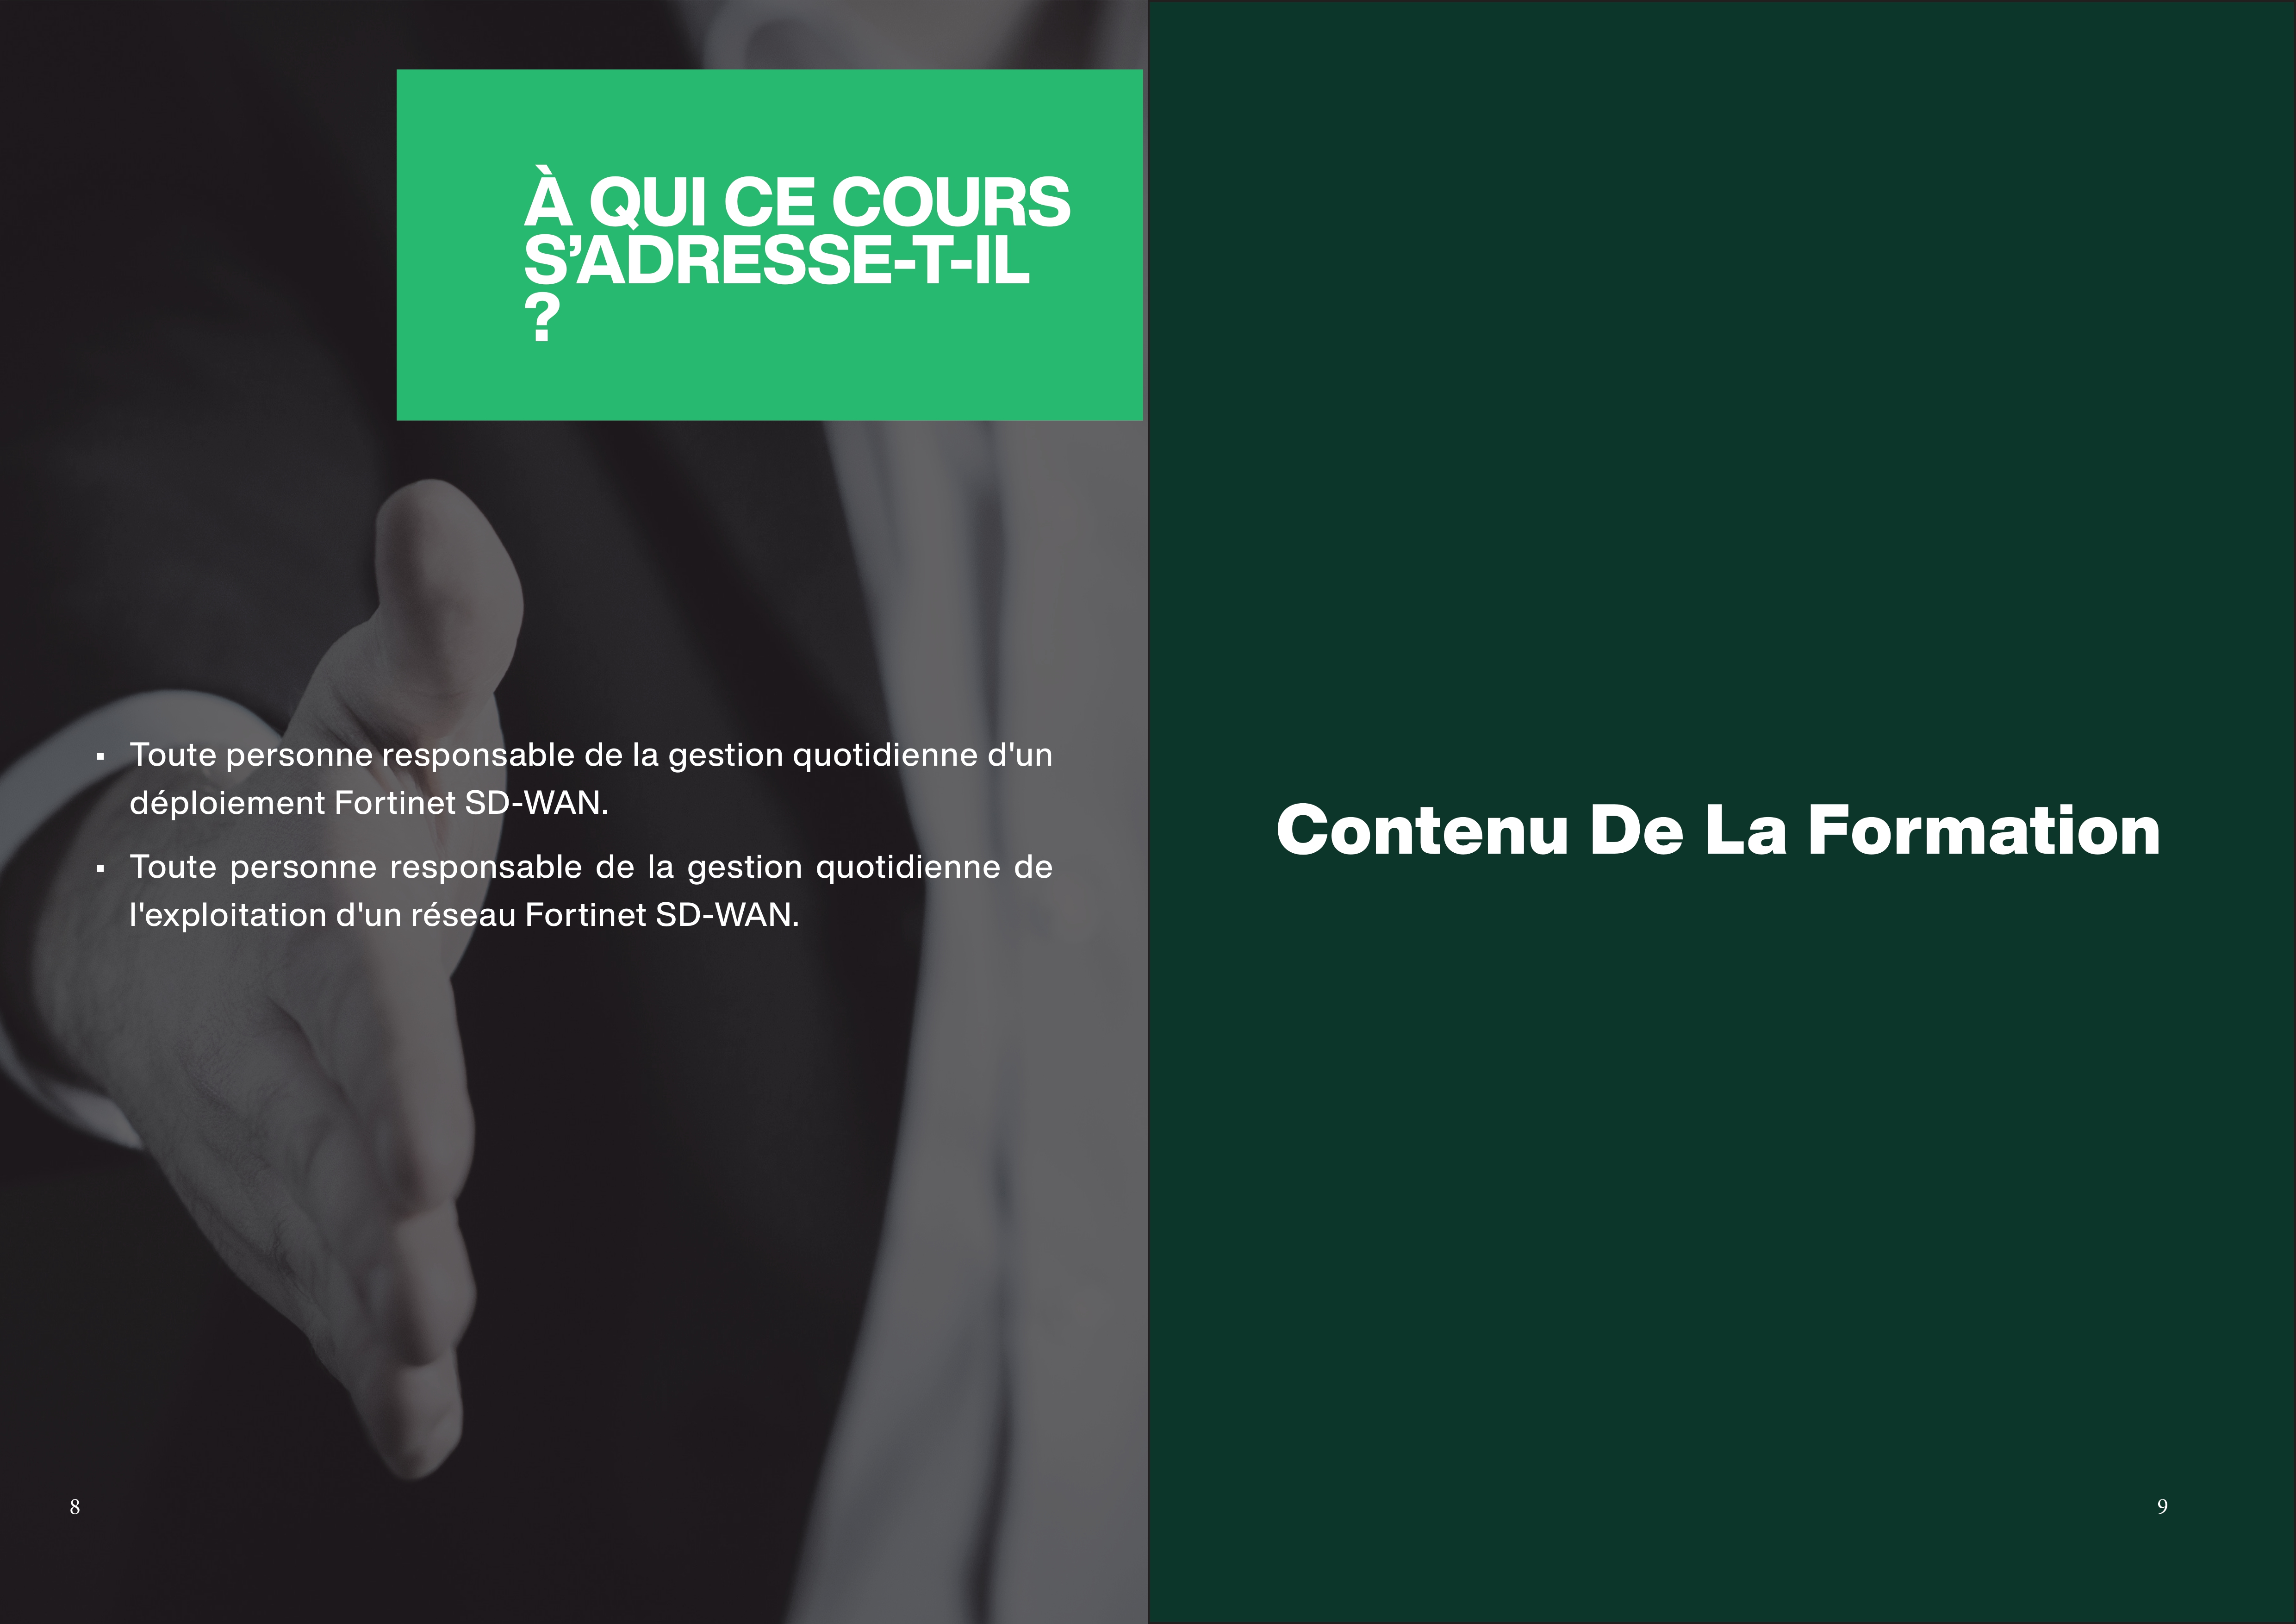 À QUI CE COURS
S’ADRESSE-T-IL
?
▪ Toute personne responsable de la gestion quotidienne d'un
déploiement Fortinet SD-WAN.
▪ Toute personne responsable de la gestion quotidienne de
l'exploitation d'un réseau Fortinet SD-WAN.
8
Contenu De La Formation
9